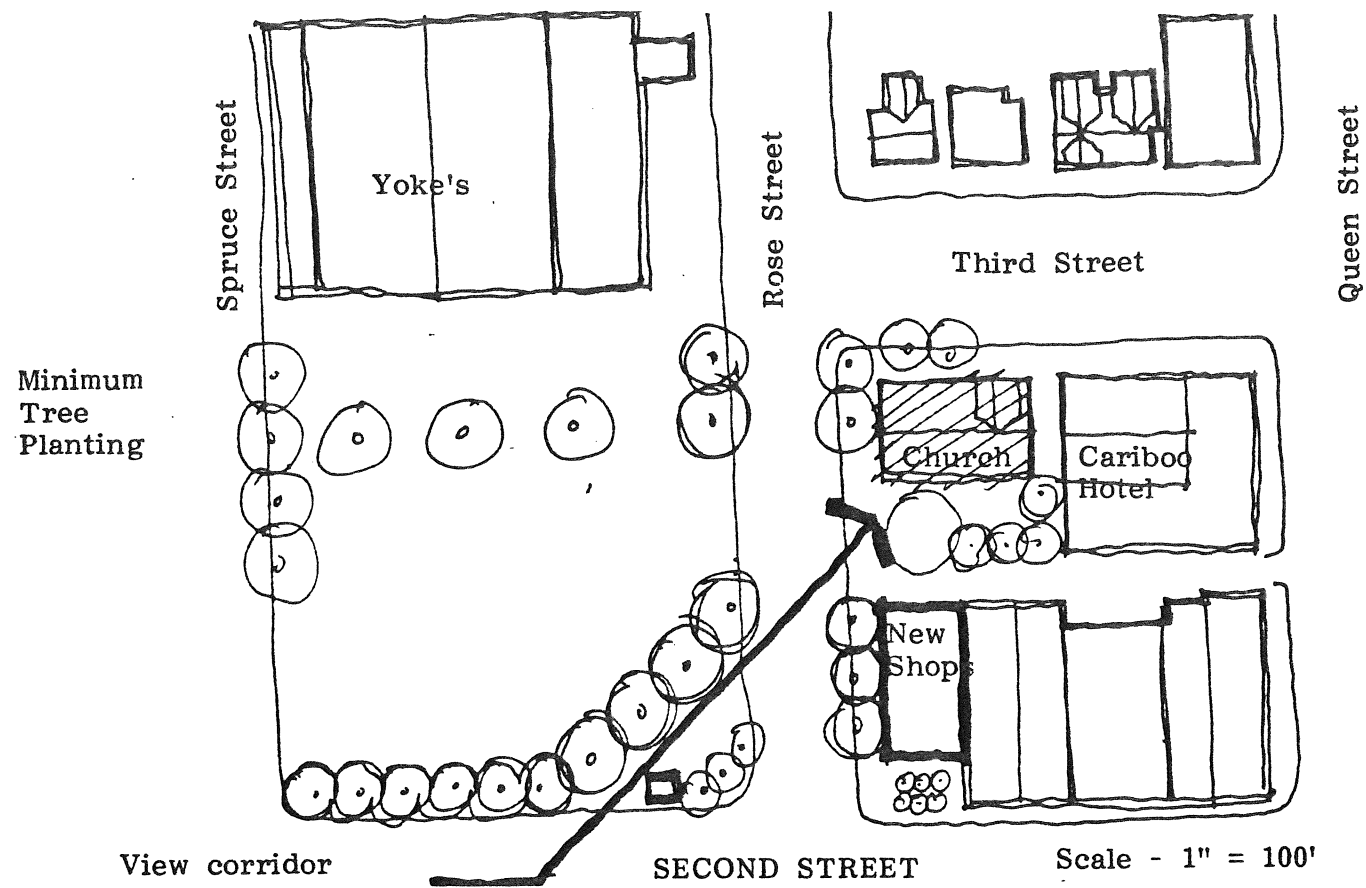 Spruce Street
Yoke's
Rose Street
Queen Street
Third Street
Minimum
Tree
Planting
Church
Cariboo
Hotel
New
Shops
View corridor
SECOND STREET
Scale - 1" = 100'